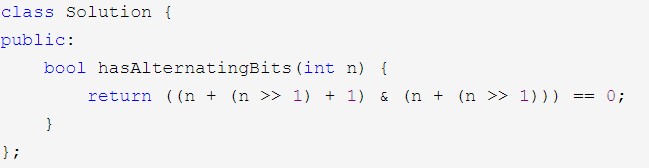 class Solution {
public:
    bool hasAlternatingBits(int n) {
        return ((n + (n >> 1) + 1) & (n + (n >> 1))) == 0;
    }
};